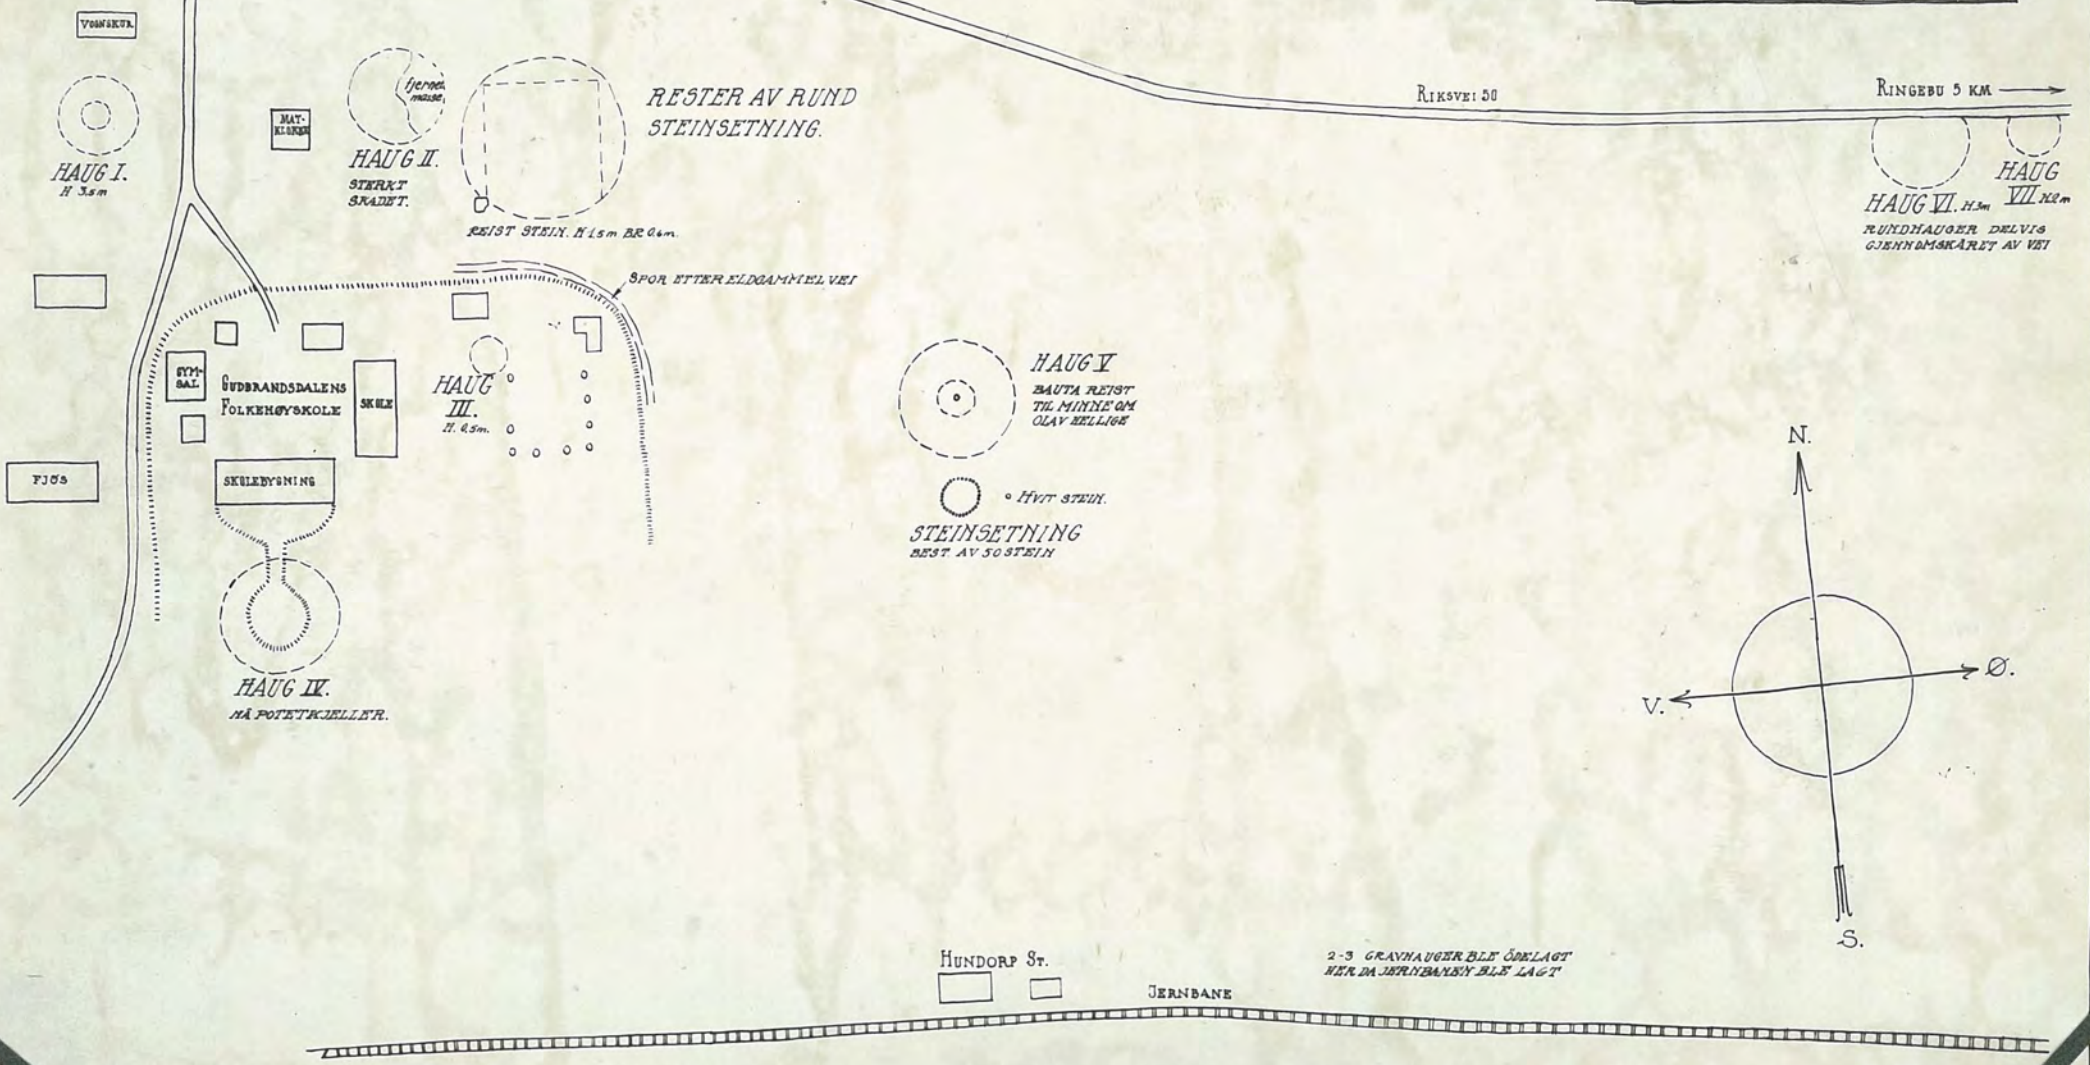 VOGNSKUR.
HAUG I.
H 3.5m
MAT-
KLOKKE
fjernet
masse.
HAUG II.
STERKT
SKADET.
RESTER AV RUND
STEINSETNING.
REIST STEIN. H 1.5m BR 0.6m.
RIKSVEI 50
RINGEBU 5 KM
HAUG VI. H.3m
HAUG
VII H.2m
RUNDHAUGER DELVIS
GJENNOMSKÅRET AV VEI
SPOR ETTER ELDGAMMEL VEI
GYM-
SAL
GUDBRANDSDALENS
FOLKEHØYSKOLE
SKOLE
HAUG
III.
H. 0.5m.
FJÖS
SKOLEBYGNING
HAUG IV.
NÅ POTETKJELLER.
HAUG V
BAUTA REIST
TIL MINNE OM
OLAV HELLIGE
HVIT STEIN.
STEINSETNING
BEST. AV 50 STEIN
N.
V.
Ø.
S.
HUNDORP ST.
JERNBANE
2-3 GRAVHAUGER BLE ÖDELAGT
HER DA JERNBANEN BLE LAGT